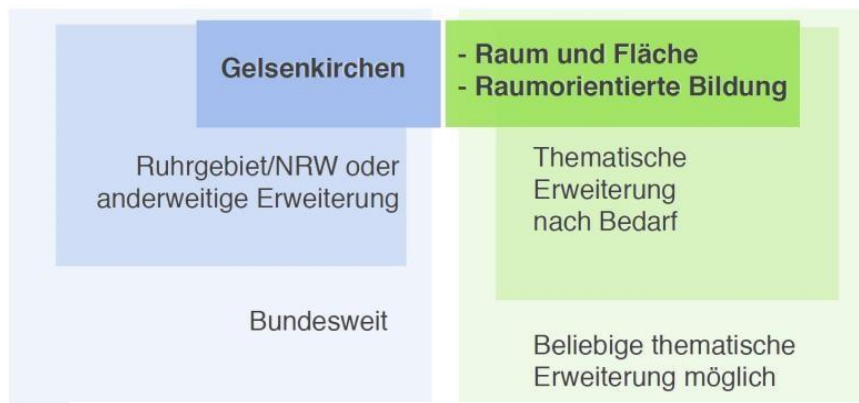 Gelsenkirchen
- Raum und Fläche
- Raumorientierte Bildung
Ruhrgebiet/NRW oder
anderweitige Erweiterung
Thematische
Erweiterung
nach Bedarf
Bundesweit
Beliebige thematische
Erweiterung möglich